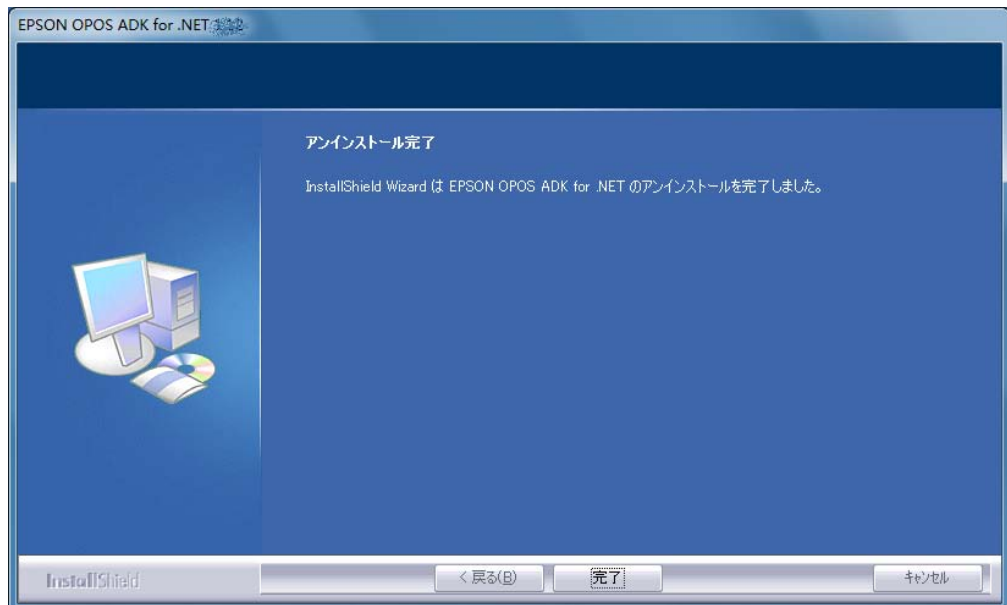 EPSON OPOS ADK for .NET
アンインストール完了
InstallShield Wizard は EPSON OPOS ADK for .NET のアンインストールを完了しました。
InstallShield
< 戻る(B)
完了
キャンセル